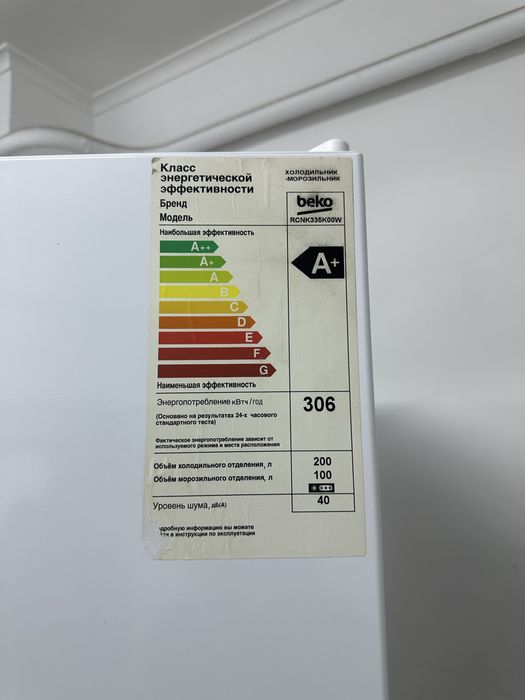 Класс
энергетической
эффективности
ХОЛОДИЛЬНИК
-МОРОЗИЛЬНИК
Бренд
beko
Модель
RCNK335K00W
Наибольшая эффективность
A++
A+
A
B
C
D
E
F
G
A+
Наименьшая эффективность
Энергопотребление кВтч/год
306
(Основано на результатах 24-х часового
стандартного теста)
Фактическое энергопотребление зависит от
используемого режима и места расположения
Объём холодильного отделения, л
200
Объём морозильного отделения, л
100
Уровень шума, дБ(А)
40
информацию вы можете
в инструкции по эксплуатации